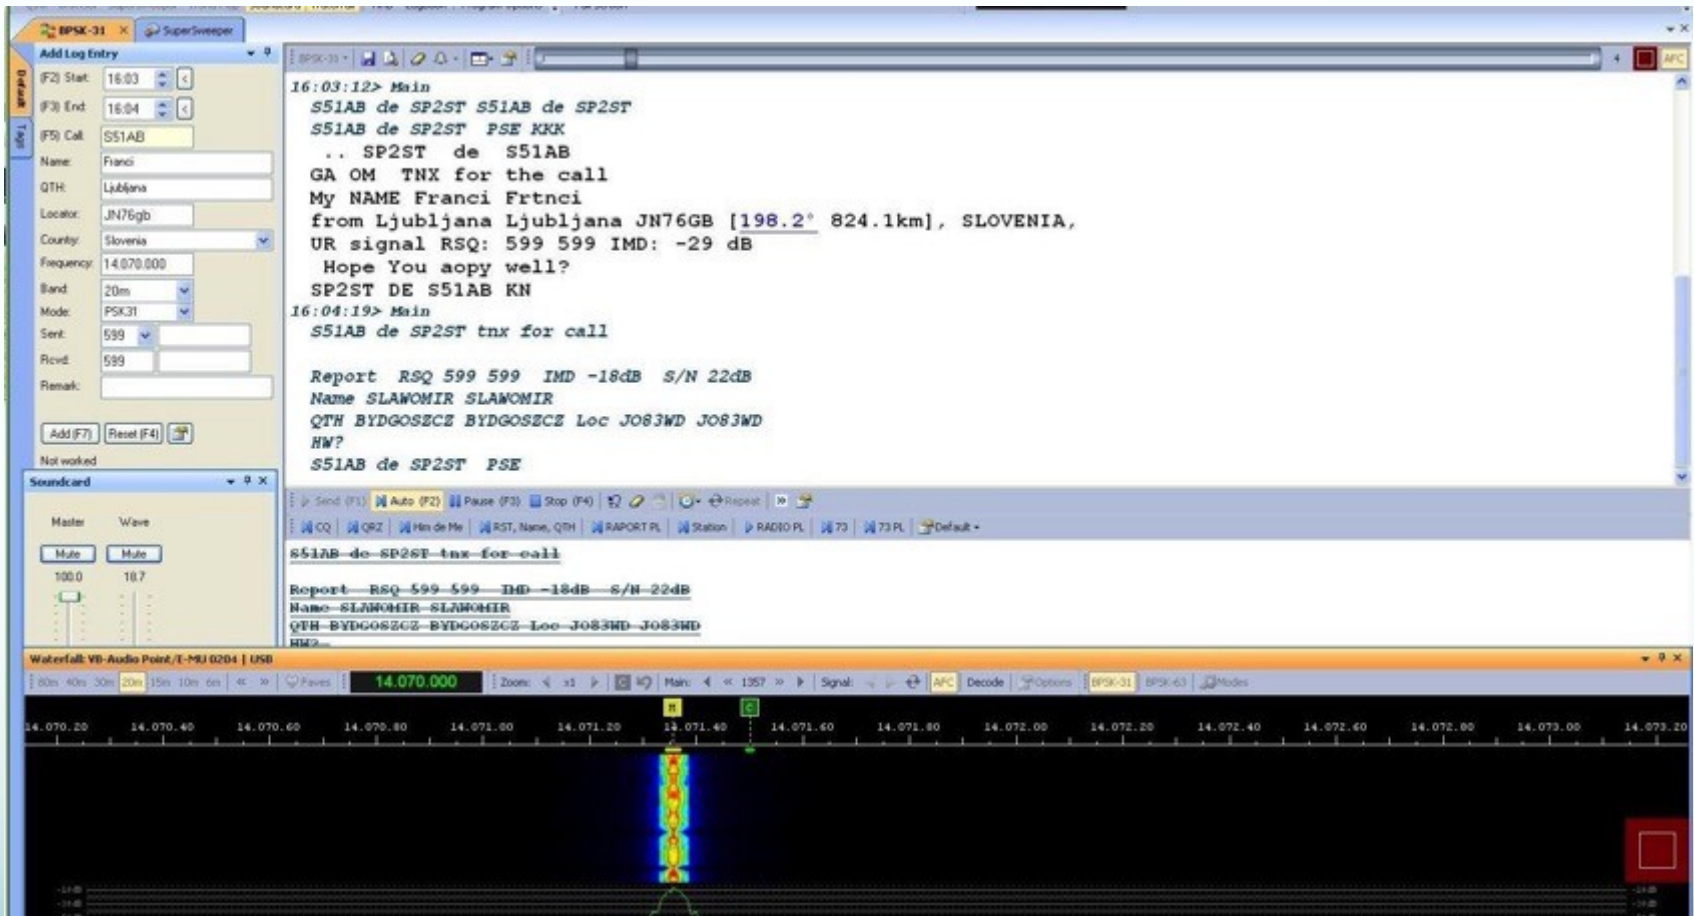 BPSK-31 × SuperSweeper
Add Log Entry
Default
Tags
(F2) Start: 16:03 <
(F3) End: 16:04 <
(F5) Call: S51AB
Name: Franci
QTH: Ljubljana
Locator: JN76gb
Country: Slovenia
Frequency: 14.070.000
Band: 20m
Mode: PSK31
Sent: 599
Rcvd: 599
Remark:
Add (F7) Reset (F4)
Not worked
Soundcard
Master Wave
Mute Mute
100.0 18.7
BPSK-31 4 AFC
16:03:12> Main
S51AB de SP2ST S51AB de SP2ST
S51AB de SP2ST PSE KKK
.. SP2ST de S51AB
GA OM TNX for the call
My NAME Franci Frtnci
from Ljubljana Ljubljana JN76GB [198.2° 824.1km], SLOVENIA,
UR signal RSQ: 599 599 IMD: -29 dB
Hope You aopy well?
SP2ST DE S51AB KN
16:04:19> Main
S51AB de SP2ST tnx for call
Report RSQ 599 599 IMD -18dB S/N 22dB
Name SLAWOMIR SLAWOMIR
QTH BYDGOSZCZ BYDGOSZCZ Loc JO83WD JO83WD
HW?
S51AB de SP2ST PSE
Send (F1) Auto (F2) Pause (F3) Stop (F4) Repeat
CQ QRZ Him de Me RST, Name, QTH RAPORT PL Station RADIO PL 73 73 PL Default
S51AB de SP2ST tnx for call
Report RSQ 599 599 IMD -18dB S/N 22dB
Name SLAWOMIR SLAWOMIR
QTH BYDGOSZCZ BYDGOSZCZ Loc JO83WD JO83WD
HW?
Waterfall: VB-Audio Point/E-MU 0204 | USB
80m 40m 30m 20m 15m 10m 6m Faves 14.070.000 Zoom: x1 Main: 1357 Signal: AFC Decode Options BPSK-31 BPSK-63 Modes
M C
14.070.20 14.070.40 14.070.60 14.070.80 14.071.00 14.071.20 14.071.40 14.071.60 14.071.80 14.072.00 14.072.20 14.072.40 14.072.60 14.072.80 14.073.00 14.073.20